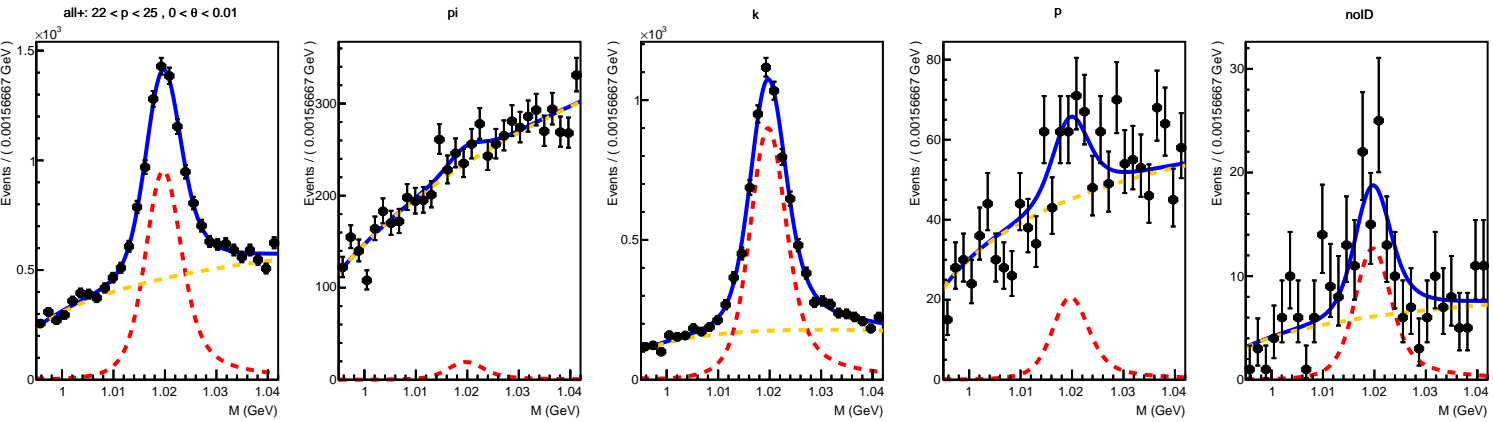 all+: 22 < p < 25 , 0 < θ < 0.01
×10³
Events / ( 0.00156667 GeV )
1.5
1
0.5
0
1 1.01 1.02 1.03 1.04
M (GeV)
pi
Events / ( 0.00156667 GeV )
300
200
100
0
1 1.01 1.02 1.03 1.04
M (GeV)
k
×10³
Events / ( 0.00156667 GeV )
1
0.5
0
1 1.01 1.02 1.03 1.04
M (GeV)
p
Events / ( 0.00156667 GeV )
80
60
40
20
0
1 1.01 1.02 1.03 1.04
M (GeV)
noID
Events / ( 0.00156667 GeV )
30
20
10
0
1 1.01 1.02 1.03 1.04
M (GeV)